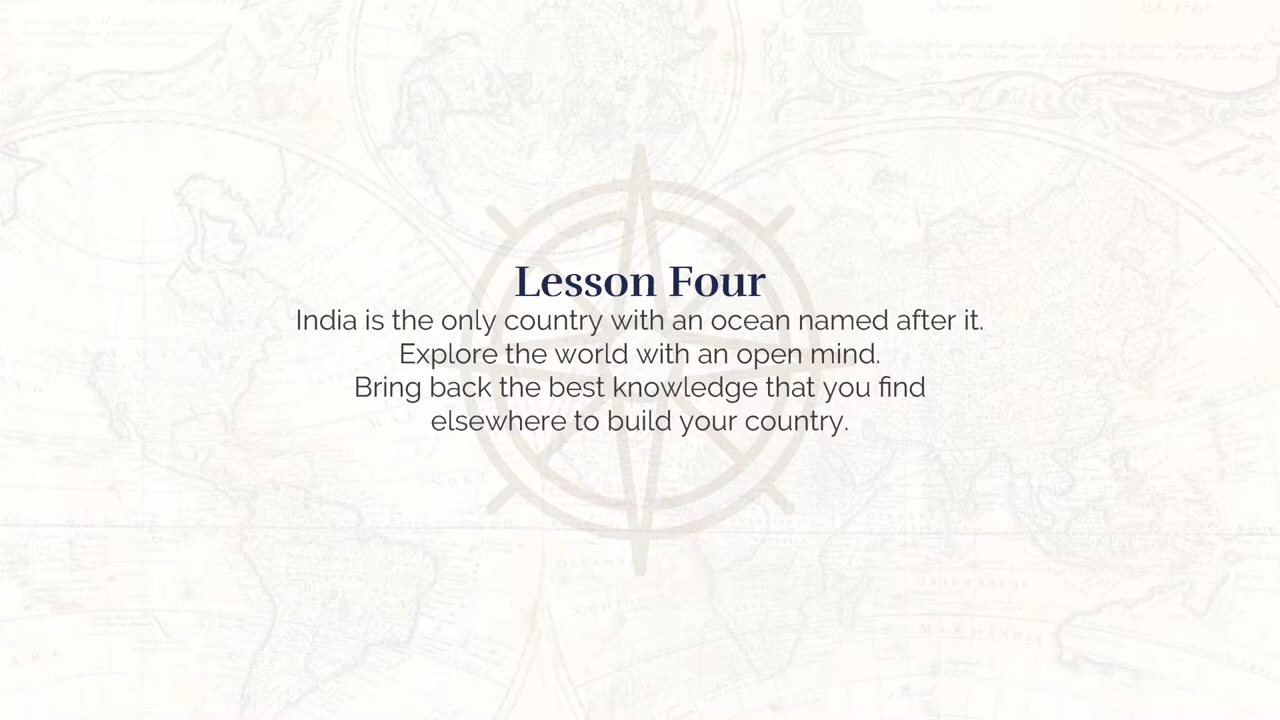 Lesson Four
India is the only country with an ocean named after it.
Explore the world with an open mind.
Bring back the best knowledge that you find
elsewhere to build your country.